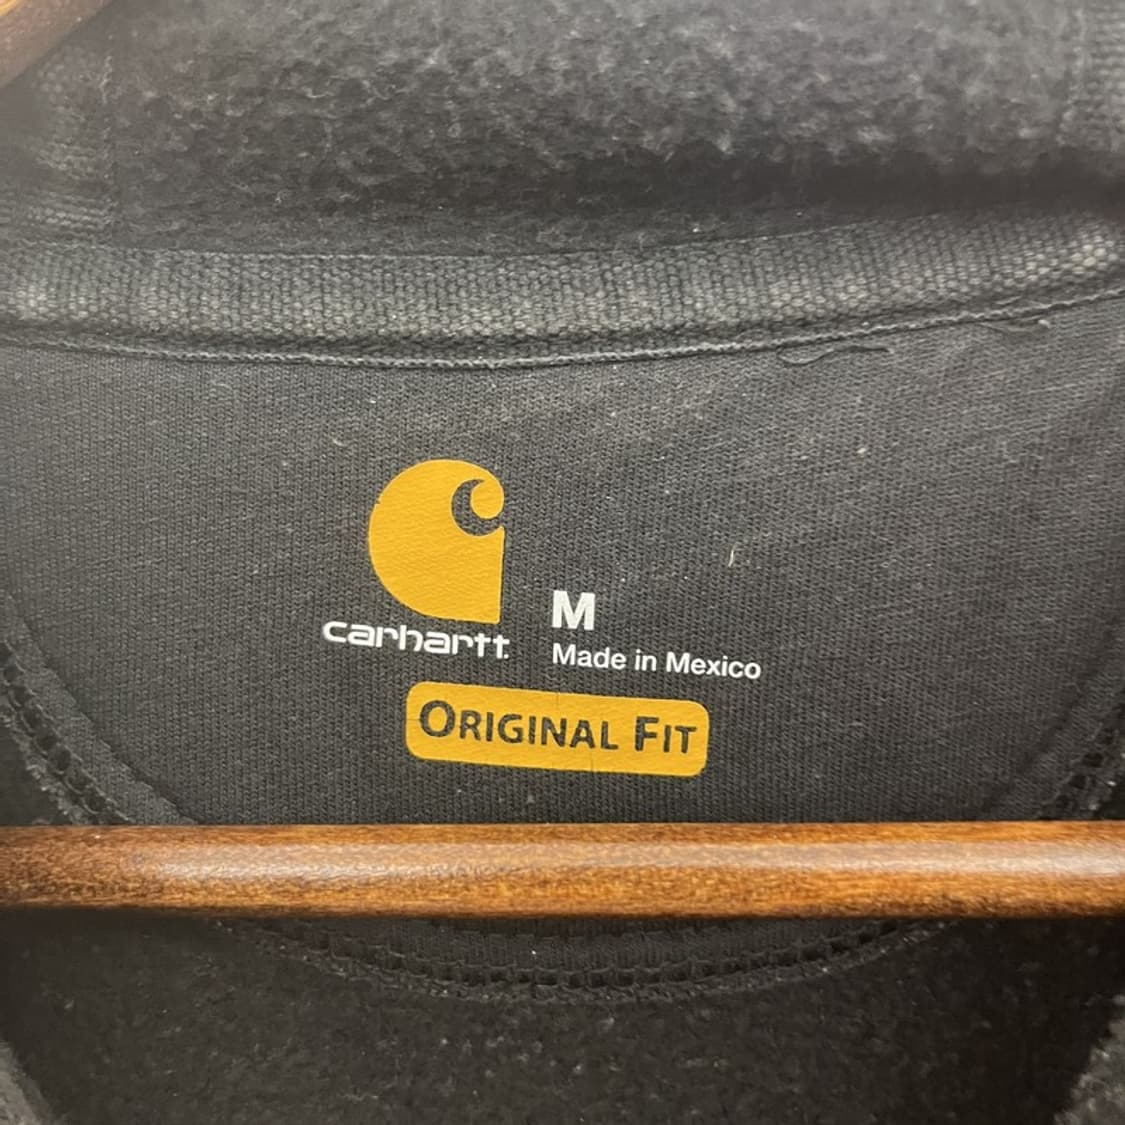 carhartt.
M
Made in Mexico
ORIGINAL FIT